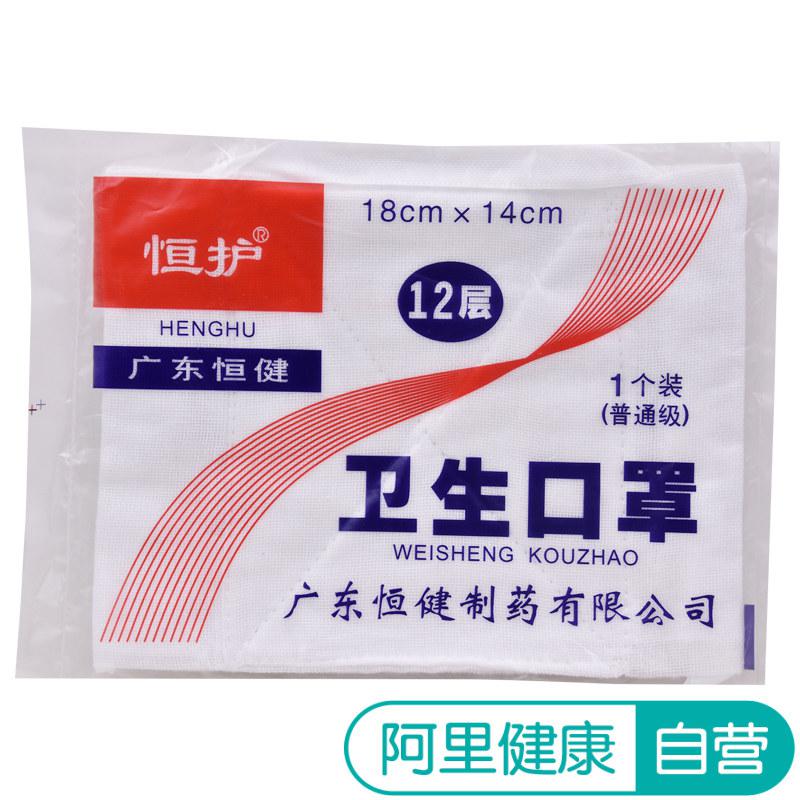 恒护®
HENGHU
广东恒健
18cm × 14cm
12层
1个装
(普通级)
卫生口罩
WEISHENG KOUZHAO
广东恒健制药有限公司
阿里健康 自营